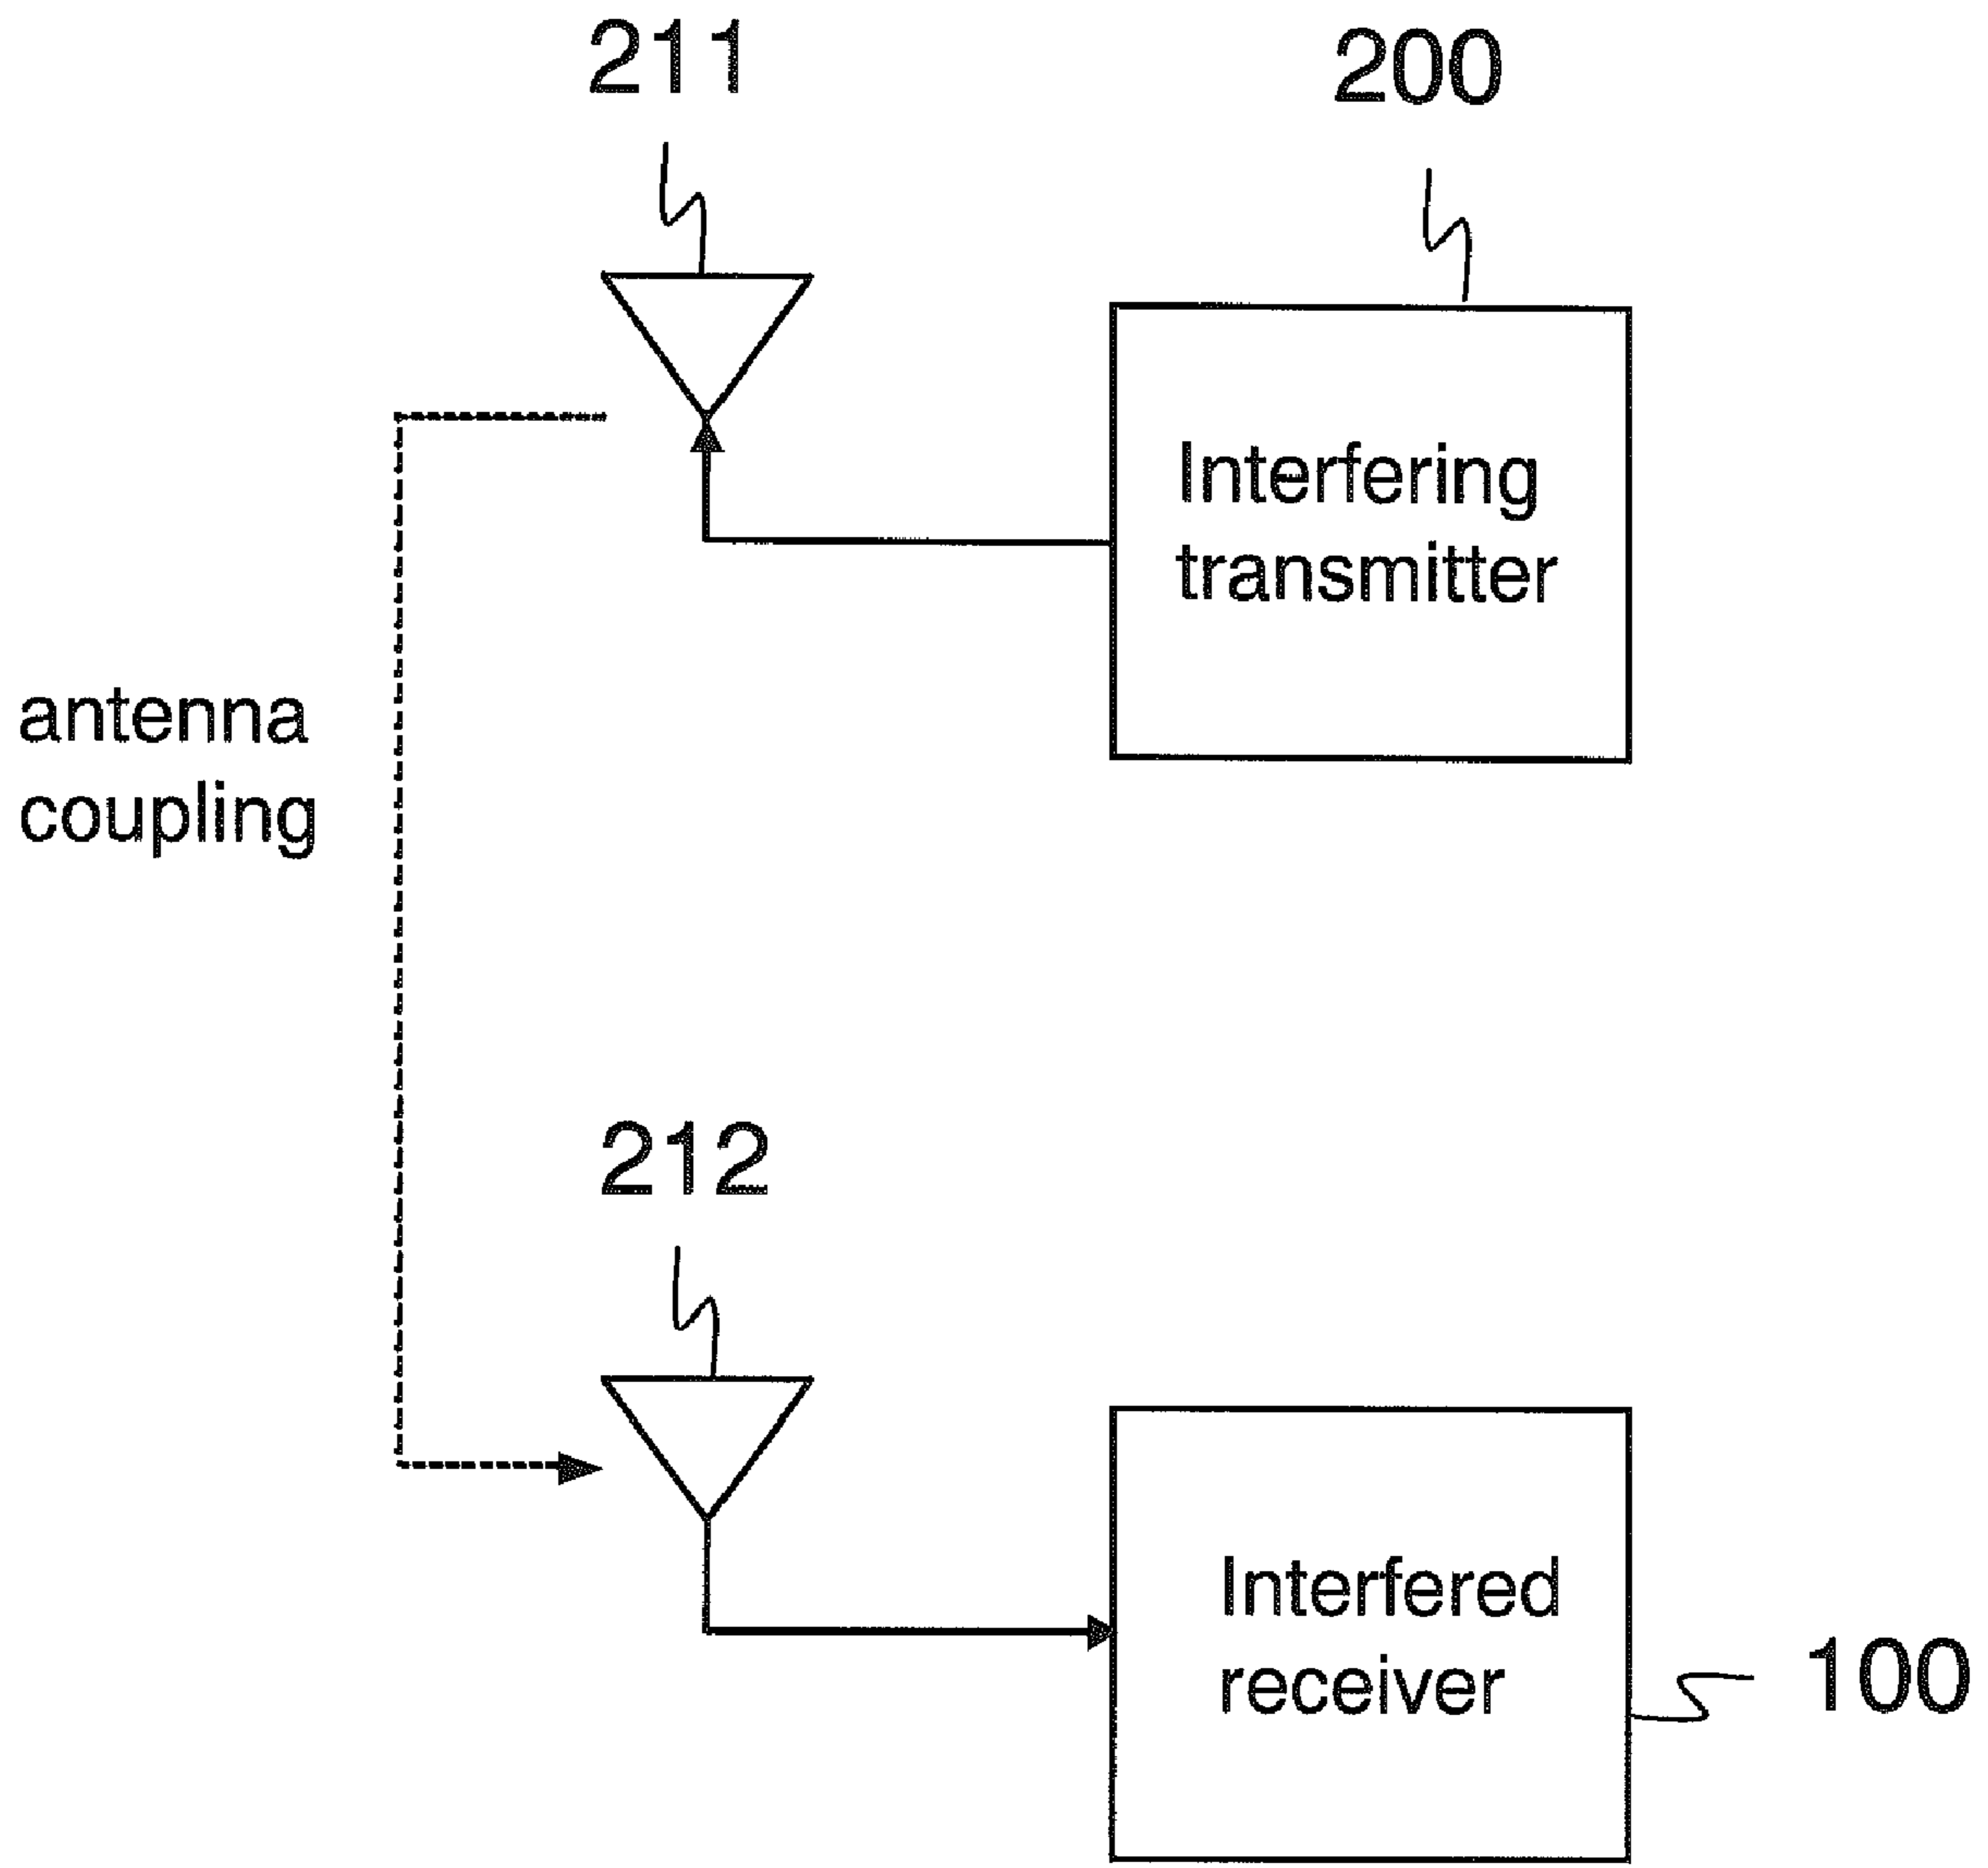 211
200
Interfering
transmitter
antenna
coupling
212
Interfered
receiver
100